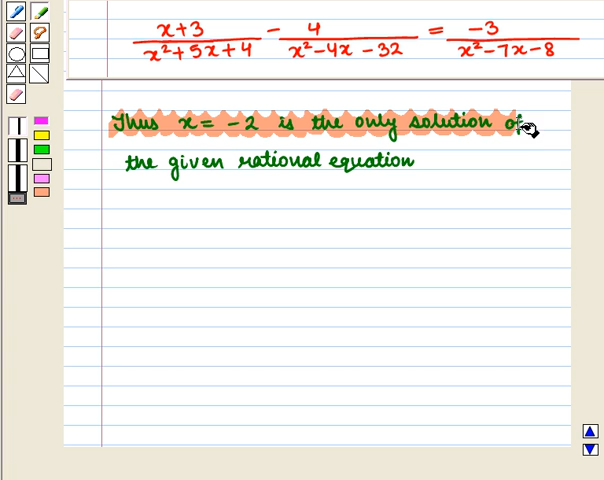 x+3/x²+5x+4 - 4/x²-4x-32 = -3/x²-7x-8
Thus x = -2 is the only solution of
the given rational equation